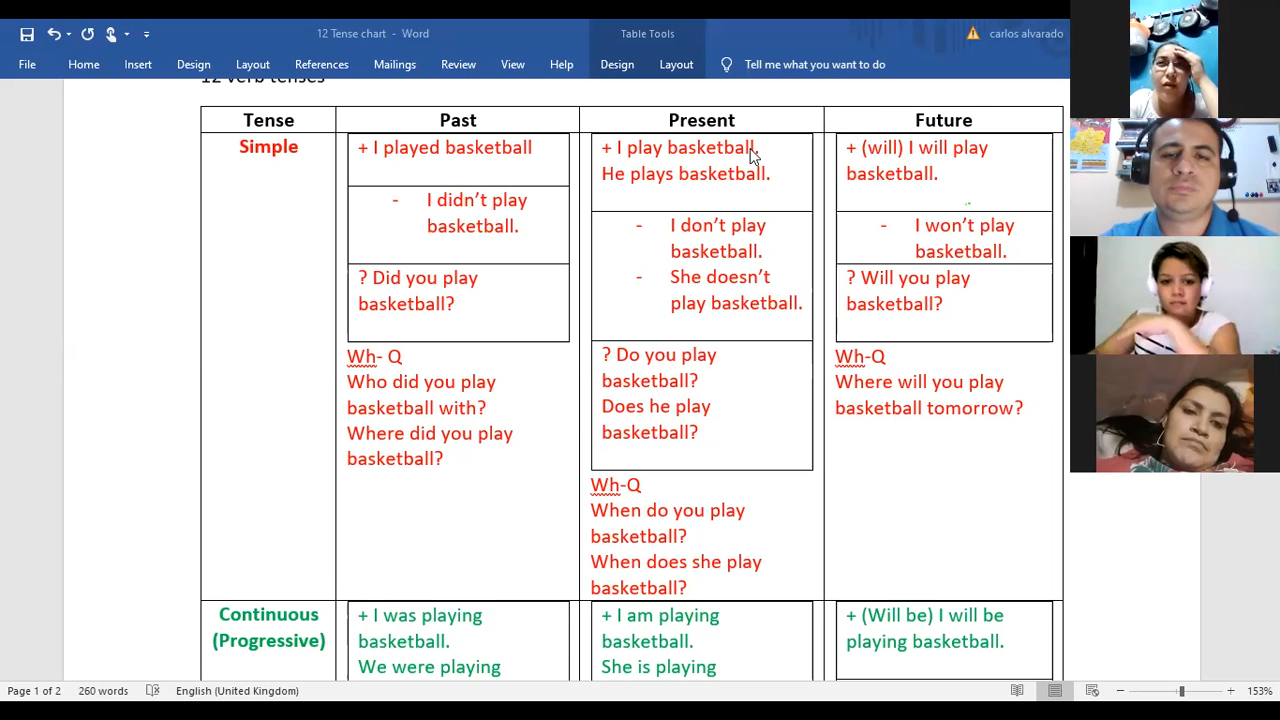 12 Tense chart - Word
Table Tools
carlos alvarado
File
Home
Insert
Design
Layout
References
Mailings
Review
View
Help
Design
Layout
Tell me what you want to do
12 verb tenses
Tense
Past
Present
Future
Simple
+ I played basketball
- I didn't play
basketball.
? Did you play
basketball?
Wh- Q
Who did you play
basketball with?
Where did you play
basketball?
+ I play basketball.
He plays basketball.
- I don't play
basketball.
- She doesn't
play basketball.
? Do you play
basketball?
Does he play
basketball?
Wh-Q
When do you play
basketball?
When does she play
basketball?
+ (will) I will play
basketball.
- I won't play
basketball.
? Will you play
basketball?
Wh-Q
Where will you play
basketball tomorrow?
Continuous
(Progressive)
+ I was playing
basketball.
We were playing
+ I am playing
basketball.
She is playing
+ (Will be) I will be
playing basketball.
Page 1 of 2
260 words
English (United Kingdom)
153%